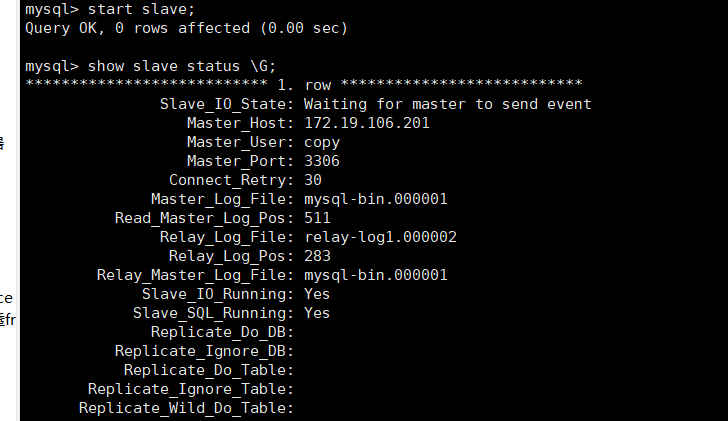 mysql> start slave;
Query OK, 0 rows affected (0.00 sec)
mysql> show slave status \G;
*************************** 1. row ***************************
Slave_IO_State: Waiting for master to send event
Master_Host: 172.19.106.201
Master_User: copy
Master_Port: 3306
Connect_Retry: 30
Master_Log_File: mysql-bin.000001
Read_Master_Log_Pos: 511
Relay_Log_File: relay-log1.000002
Relay_Log_Pos: 283
Relay_Master_Log_File: mysql-bin.000001
Slave_IO_Running: Yes
Slave_SQL_Running: Yes
Replicate_Do_DB:
Replicate_Ignore_DB:
Replicate_Do_Table:
Replicate_Ignore_Table:
Replicate_Wild_Do_Table: